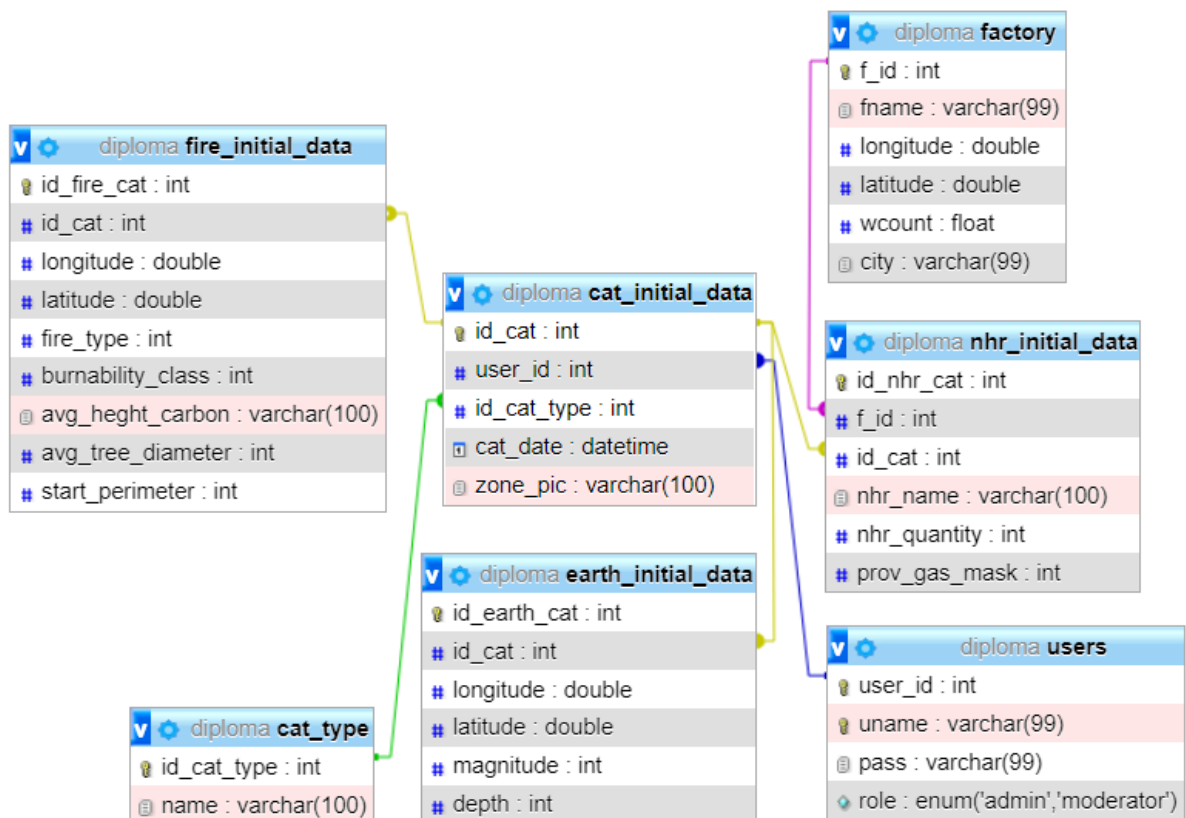 diploma fire_initial_data
id_fire_cat : int
id_cat : int
longitude : double
latitude : double
fire_type : int
burnability_class : int
avg_heght_carbon : varchar(100)
avg_tree_diameter : int
start_perimeter : int
diploma cat_type
id_cat_type : int
name : varchar(100)
diploma cat_initial_data
id_cat : int
user_id : int
id_cat_type : int
cat_date : datetime
zone_pic : varchar(100)
diploma earth_initial_data
id_earth_cat : int
id_cat : int
longitude : double
latitude : double
magnitude : int
depth : int
diploma factory
f_id : int
fname : varchar(99)
longitude : double
latitude : double
wcount : float
city : varchar(99)
diploma nhr_initial_data
id_nhr_cat : int
f_id : int
id_cat : int
nhr_name : varchar(100)
nhr_quantity : int
prov_gas_mask : int
diploma users
user_id : int
uname : varchar(99)
pass : varchar(99)
role : enum('admin','moderator')